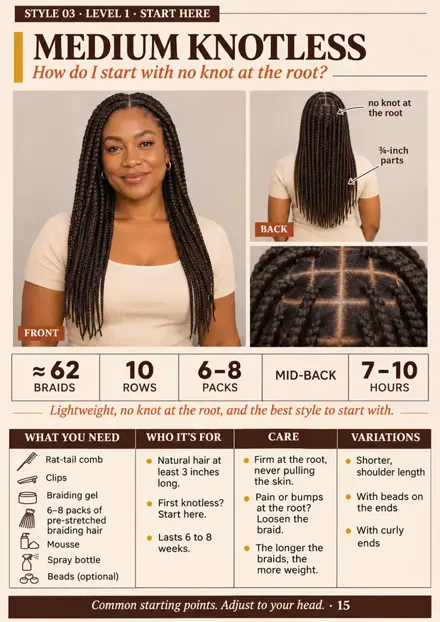 STYLE 03 · LEVEL 1 · START HERE
MEDIUM KNOTLESS
How do I start with no knot at the root?
no knot at
the root
¾-inch
parts
FRONT
BACK
≈ 62
BRAIDS
10
ROWS
6–8
PACKS
MID-BACK
7–10
HOURS
Lightweight, no knot at the root, and the best style to start with.
WHAT YOU NEED
Rat-tail comb
Clips
Braiding gel
6–8 packs of
pre-stretched
braiding hair
Mousse
Spray bottle
Beads (optional)
WHO IT'S FOR
Natural hair at
least 3 inches
long.
First knotless?
Start here.
Lasts 6 to 8
weeks.
CARE
Firm at the root,
never pulling
the skin.
Pain or bumps
at the root?
Loosen the
braid.
The longer the
braids, the
more weight.
VARIATIONS
Shorter,
shoulder length
With beads on
the ends
With curly
ends
Common starting points. Adjust to your head. · 15